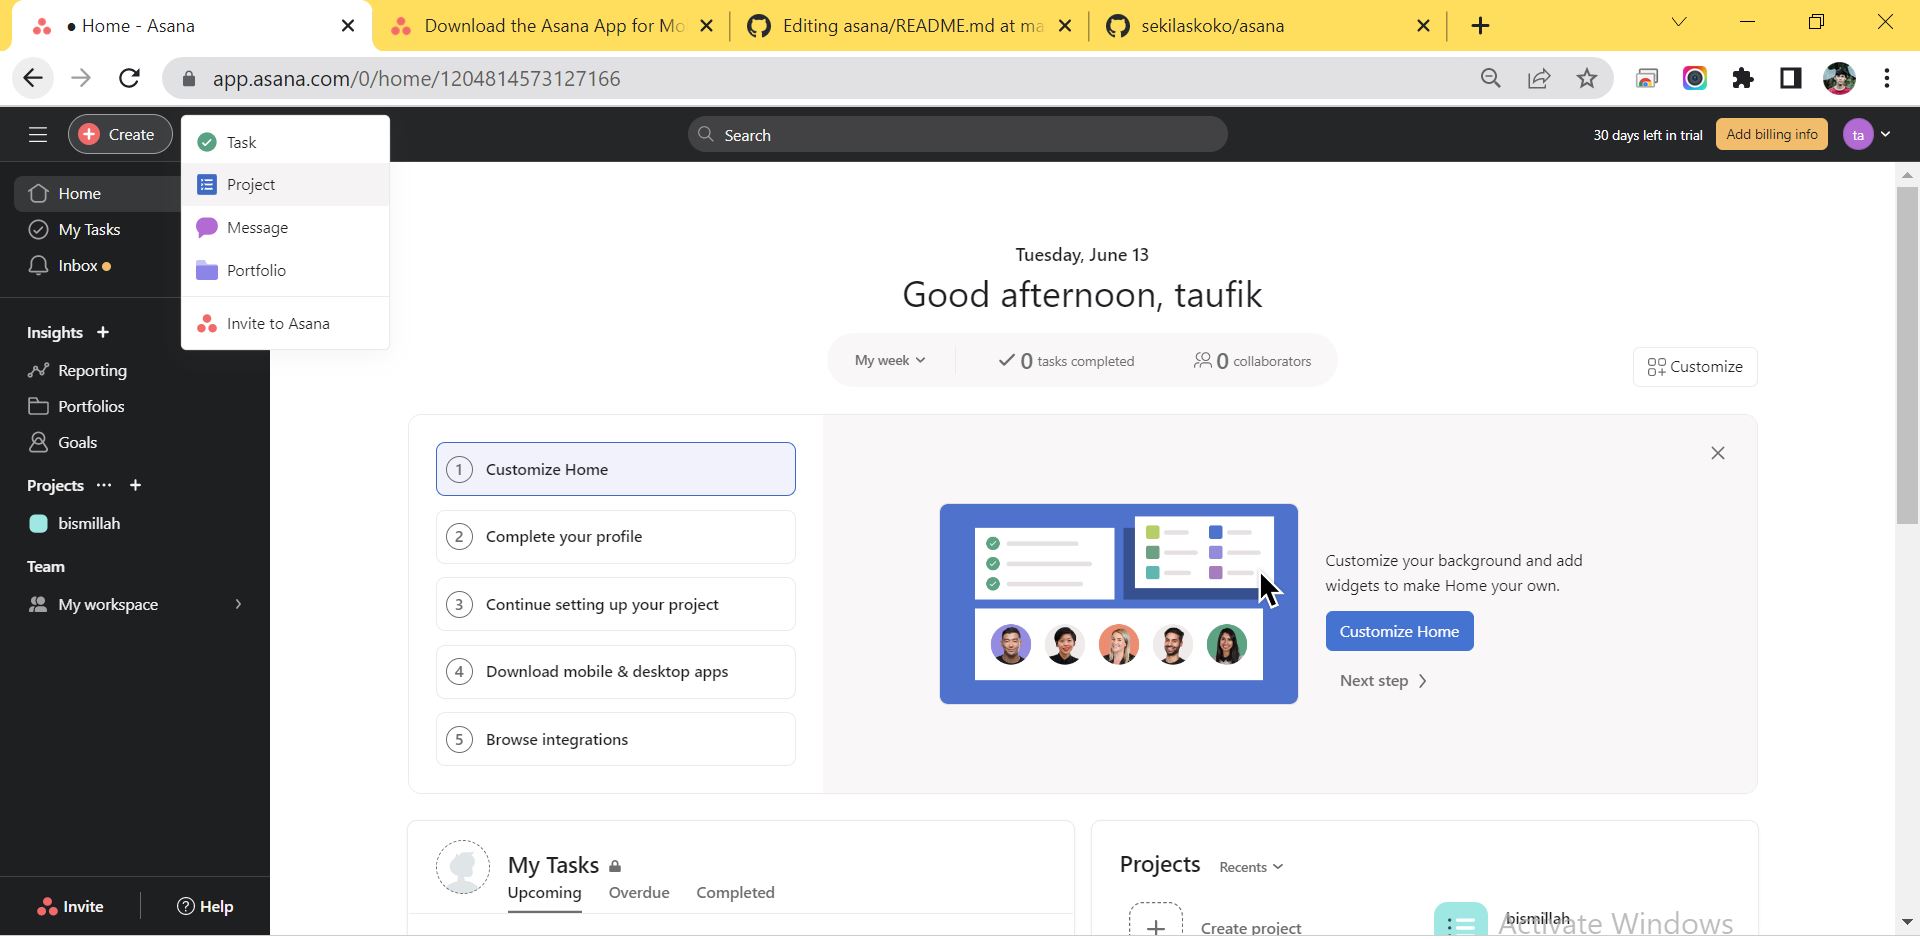 • Home - Asana
Download the Asana App for Mo
Editing asana/README.md at ma
sekilaskoko/asana
app.asana.com/0/home/1204814573127166
Create
Search
30 days left in trial
Add billing info
ta
Task
Project
Message
Portfolio
Invite to Asana
Home
My Tasks
Inbox
Insights +
Reporting
Portfolios
Goals
Projects ··· +
bismillah
Team
My workspace
Invite
Help
Tuesday, June 13
Good afternoon, taufik
My week
0 tasks completed
0 collaborators
Customize
1 Customize Home
2 Complete your profile
3 Continue setting up your project
4 Download mobile & desktop apps
5 Browse integrations
Customize your background and add
widgets to make Home your own.
Customize Home
Next step
My Tasks
Upcoming Overdue Completed
Projects Recents
Create project
bismillah
Activate Windows